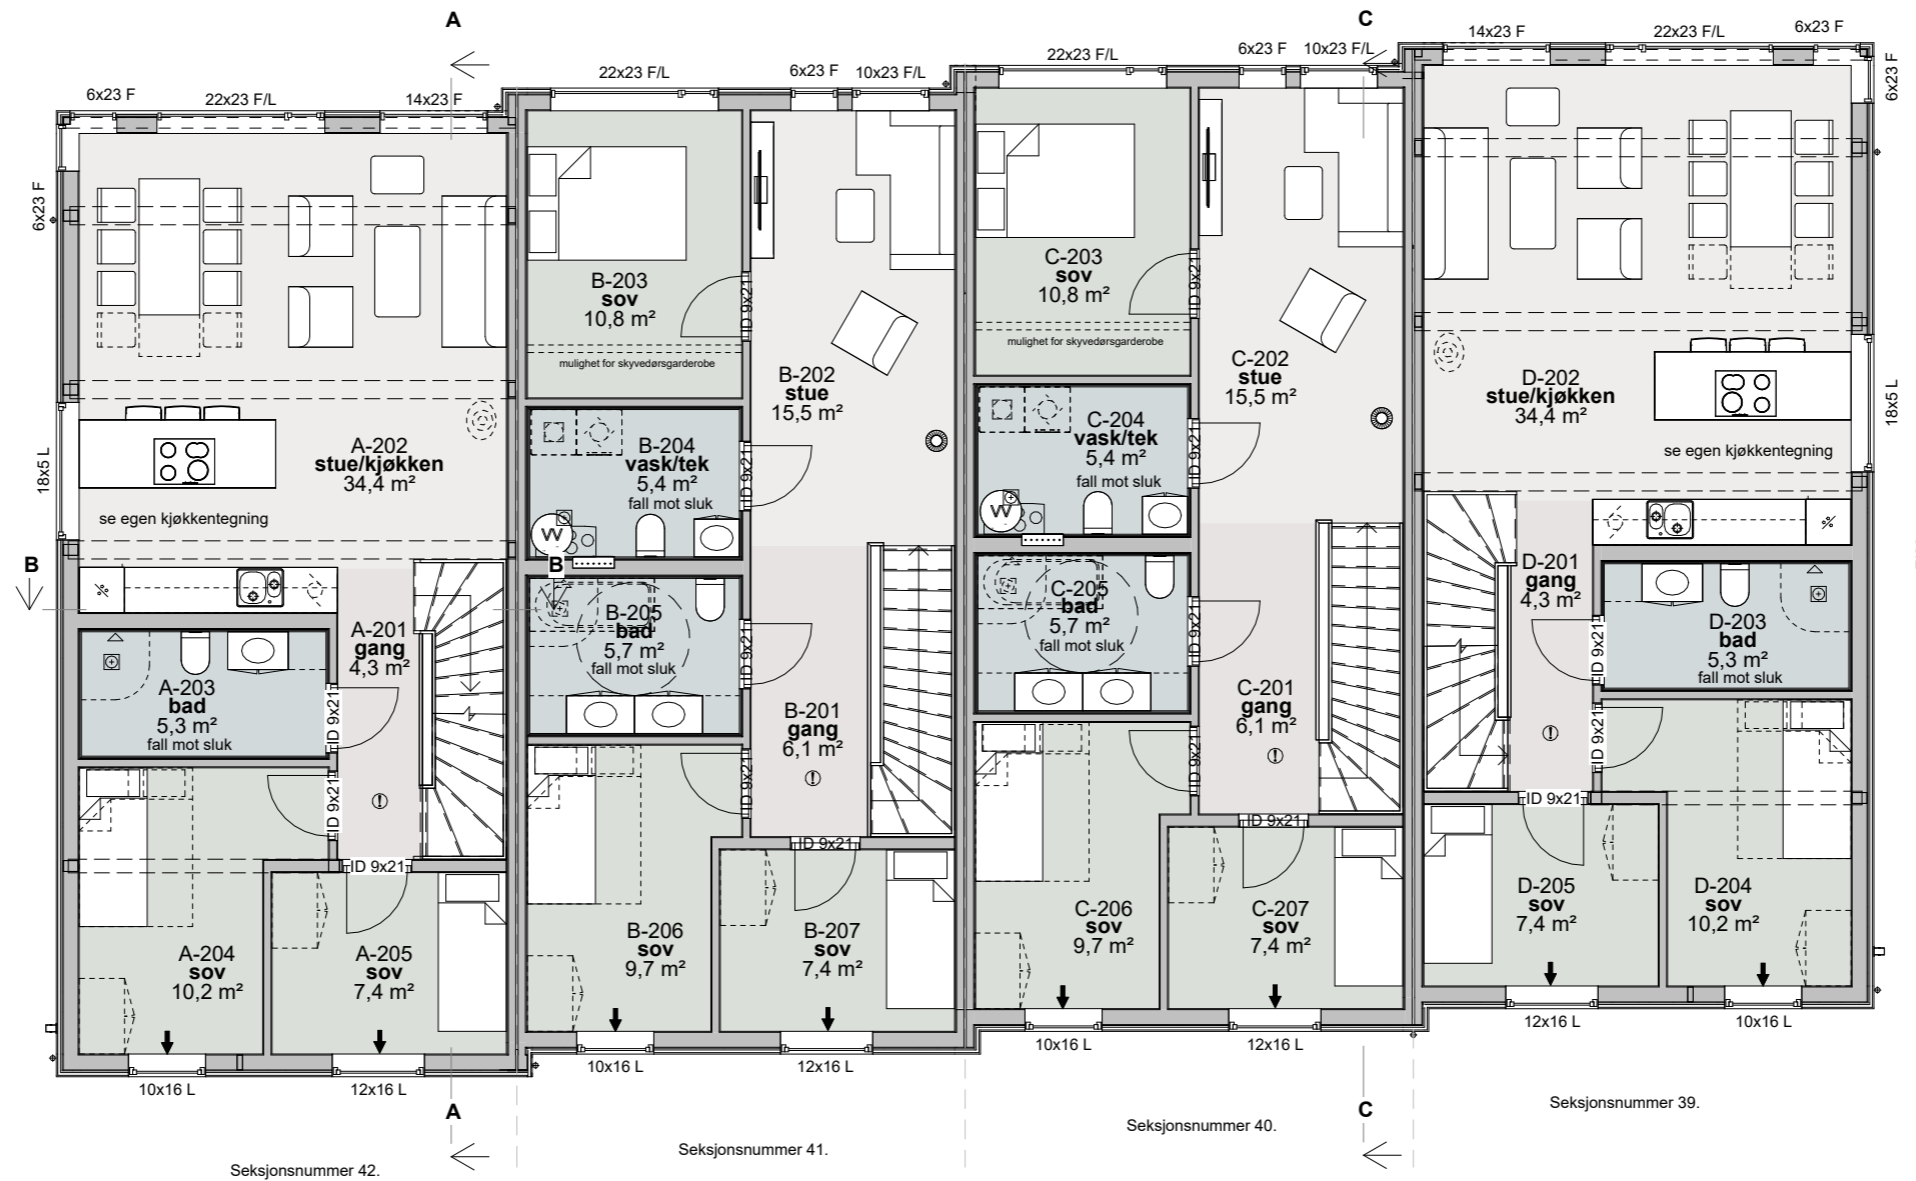 A
C
14x23 F
22x23 F/L
6x23 F
22x23 F/L
6x23 F
10x23 F/L
22x23 F/L
6x23 F
10x23 F/L
6x23 F
6x23 F
22x23 F/L
14x23 F
6x23 F
18x5 L
18x5 L
A-202
stue/kjøkken
34,4 m²
se egen kjøkkentegning
B
A-201
gang
4,3 m²
A-203
bad
5,3 m²
fall mot sluk
ID 9x21
ID 9x21
ID 9x21
A-204
sov
10,2 m²
A-205
sov
7,4 m²
10x16 L
12x16 L
A
Seksjonsnummer 42.
B-203
sov
10,8 m²
mulighet for skyvedørsgarderobe
ID 9x21
B-202
stue
15,5 m²
B-204
vask/tek
5,4 m²
fall mot sluk
ID 9x21
W
B
B-205
bad
5,7 m²
fall mot sluk
ID 9x21
B-201
gang
6,1 m²
ID 9x21
ID 9x21
B-206
sov
9,7 m²
B-207
sov
7,4 m²
10x16 L
12x16 L
Seksjonsnummer 41.
C-203
sov
10,8 m²
mulighet for skyvedørsgarderobe
ID 9x21
C-202
stue
15,5 m²
C-204
vask/tek
5,4 m²
fall mot sluk
ID 9x21
W
C-205
bad
5,7 m²
fall mot sluk
ID 9x21
C-201
gang
6,1 m²
ID 9x21
ID 9x21
C-206
sov
9,7 m²
C-207
sov
7,4 m²
10x16 L
12x16 L
C
Seksjonsnummer 40.
D-202
stue/kjøkken
34,4 m²
se egen kjøkkentegning
D-201
gang
4,3 m²
D-203
bad
5,3 m²
fall mot sluk
ID 9x21
ID 9x21
ID 9x21
D-205
sov
7,4 m²
D-204
sov
10,2 m²
12x16 L
10x16 L
Seksjonsnummer 39.